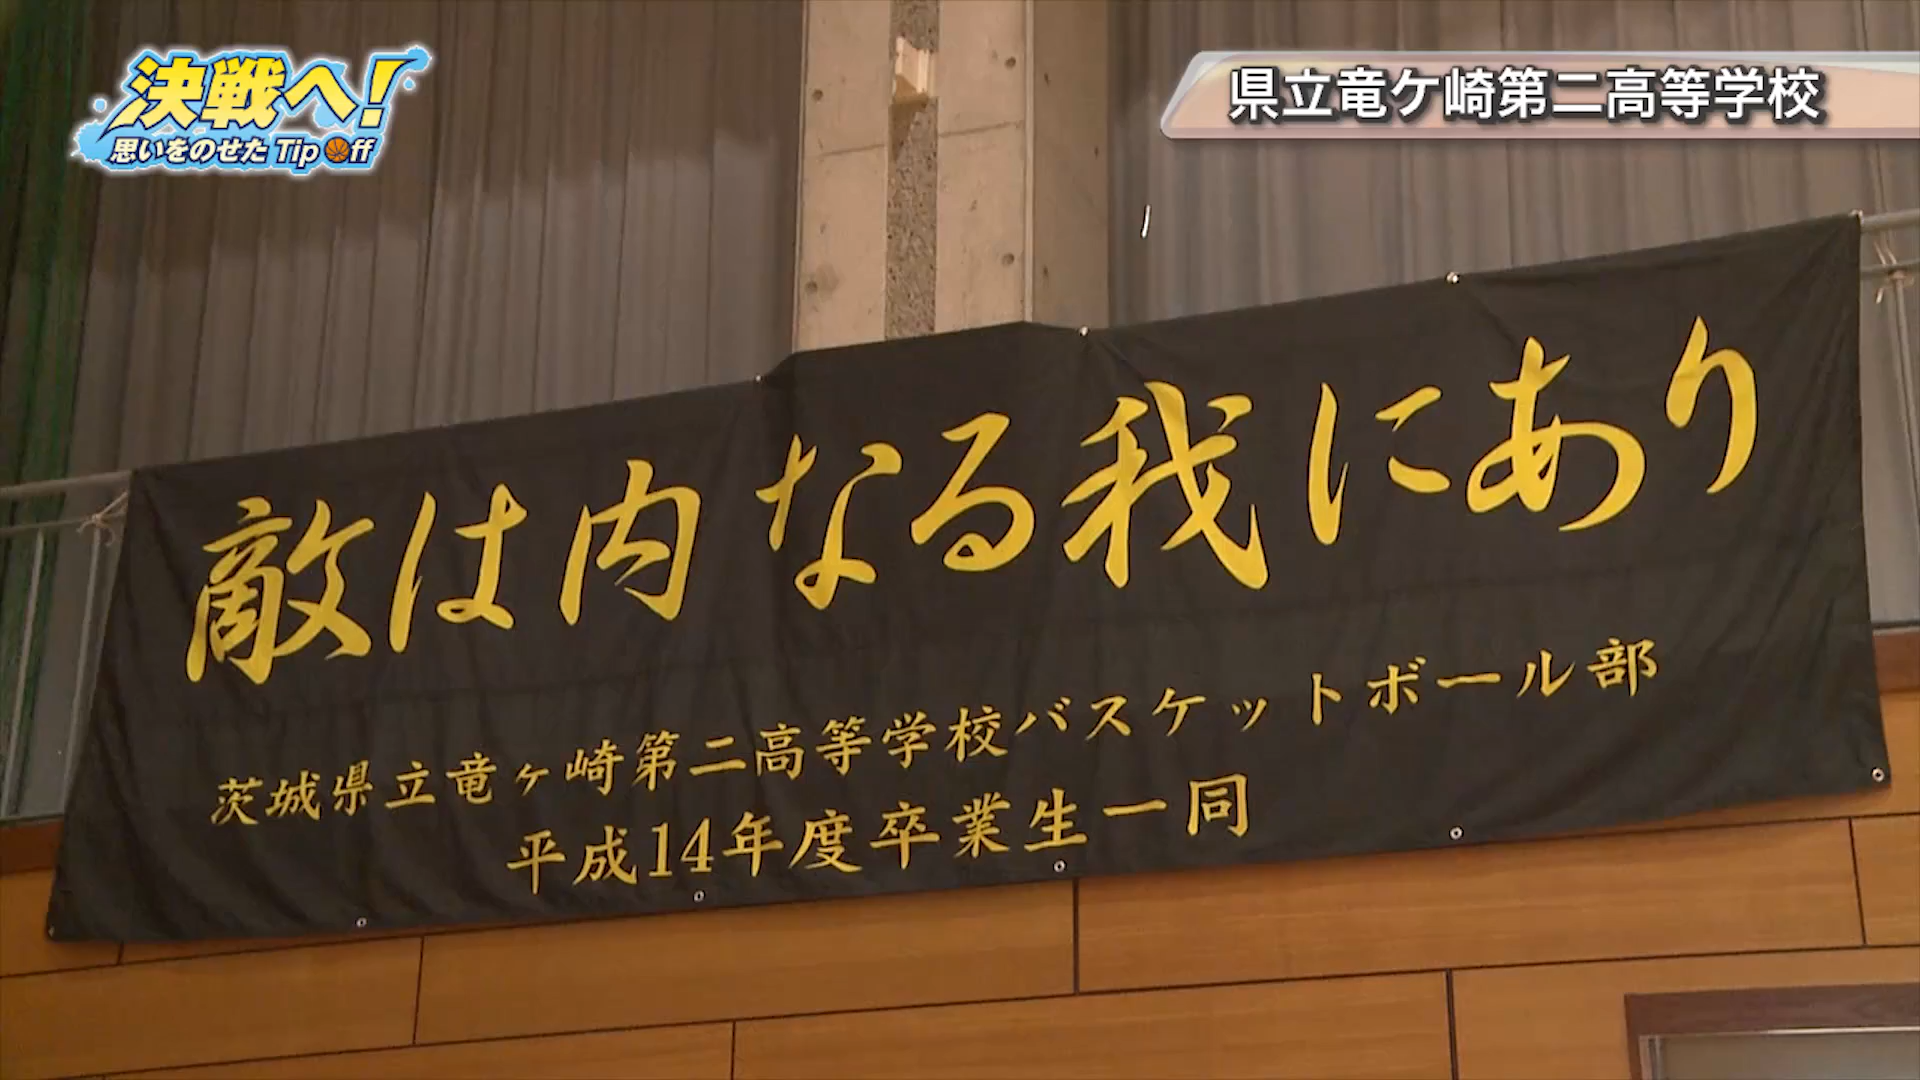 決戦へ!
思いをのせた Tip Off
県立竜ケ崎第二高等学校
敵は内なる我にあり
茨城県立竜ヶ崎第二高等学校バスケットボール部
平成14年度卒業生一同